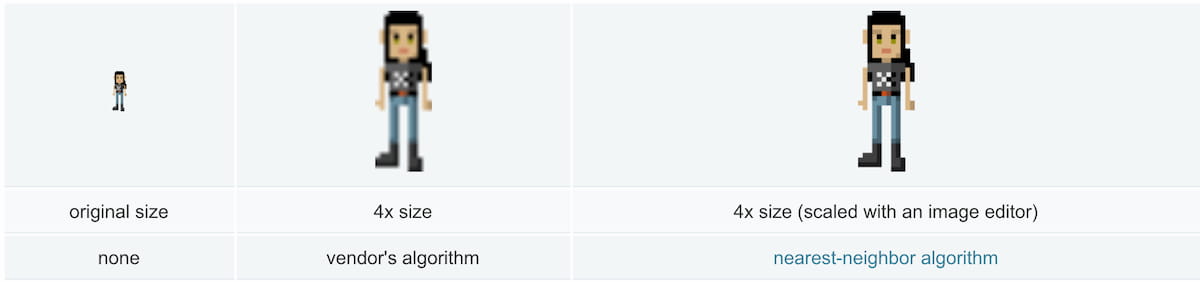 original size
4x size
4x size (scaled with an image editor)
none
vendor's algorithm
nearest-neighbor algorithm